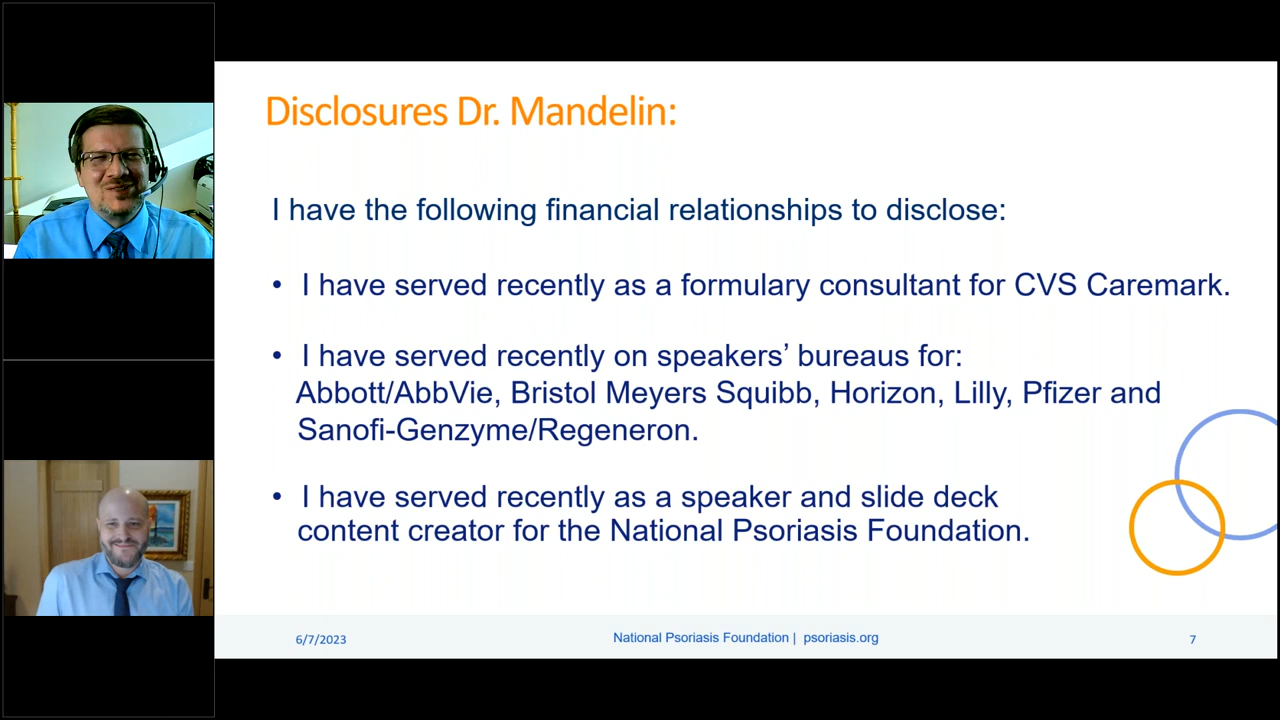 Disclosures Dr. Mandelin:
I have the following financial relationships to disclose:
• I have served recently as a formulary consultant for CVS Caremark.
• I have served recently on speakers’ bureaus for:
Abbott/AbbVie, Bristol Meyers Squibb, Horizon, Lilly, Pfizer and
Sanofi-Genzyme/Regeneron.
• I have served recently as a speaker and slide deck
content creator for the National Psoriasis Foundation.
6/7/2023
National Psoriasis Foundation | psoriasis.org
7